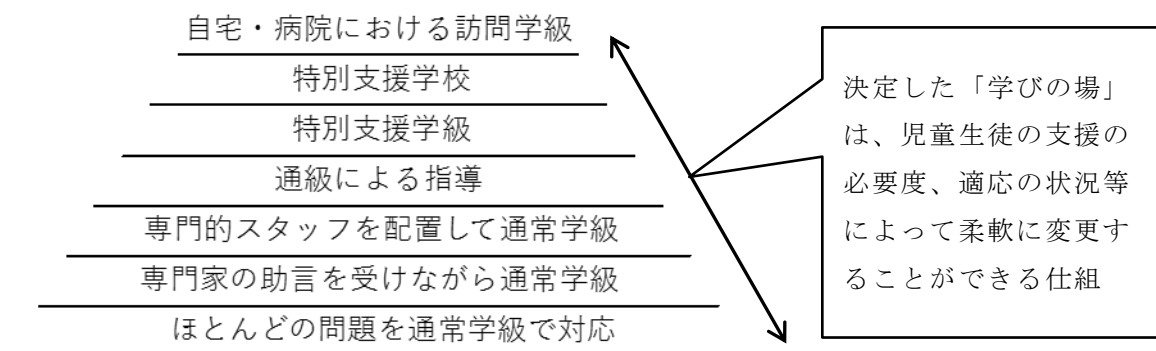 自宅・病院における訪問学級
特別支援学校
特別支援学級
通級による指導
専門的スタッフを配置して通常学級
専門家の助言を受けながら通常学級
ほとんどの問題を通常学級で対応
決定した「学びの場」
は、児童生徒の支援の
必要度、適応の状況等
によって柔軟に変更す
ることができる仕組